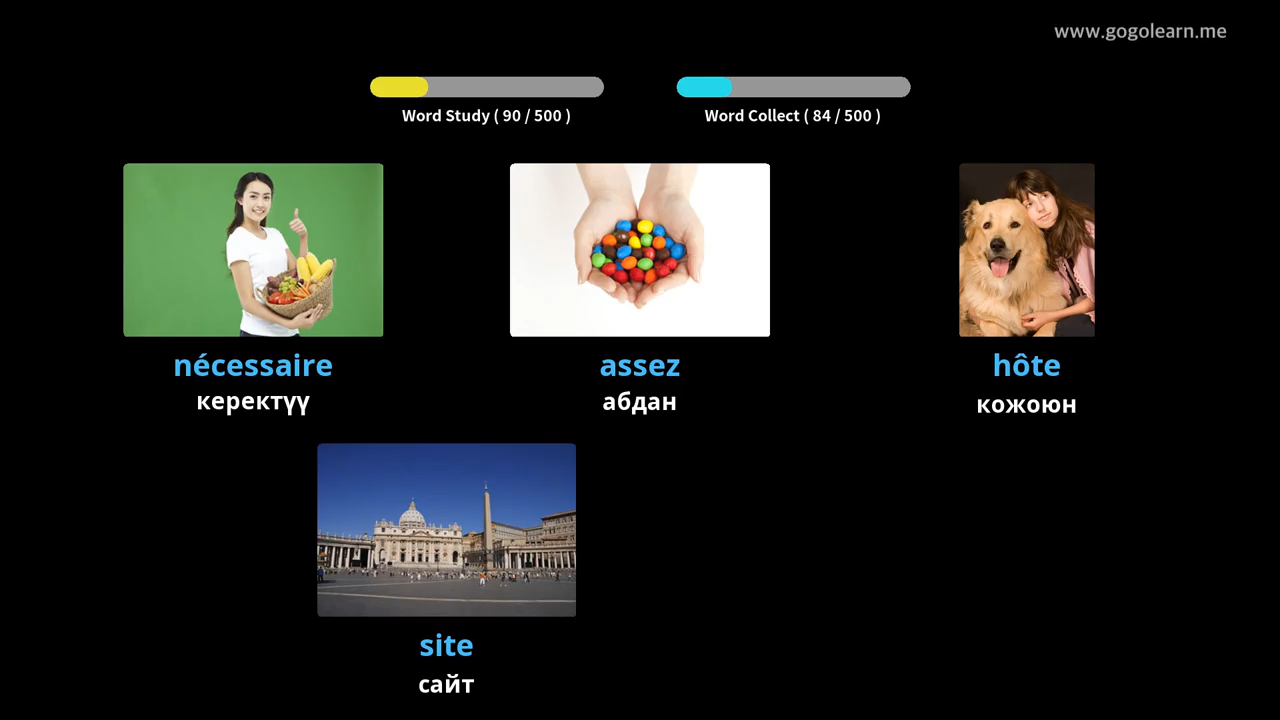 www.gogolearn.me
Word Study ( 90 / 500 )
Word Collect ( 84 / 500 )
nécessaire
керектүү
assez
абдан
hôte
кожоюн
site
сайт